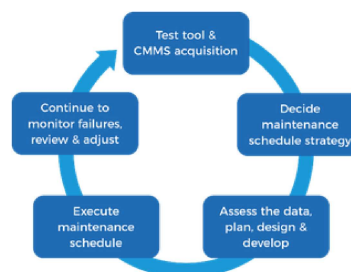 Test tool &
CMMS acquisition
Decide
maintenance
schedule strategy
Assess the data,
plan, design &
develop
Execute
maintenance
schedule
Continue to
monitor failures,
review & adjust